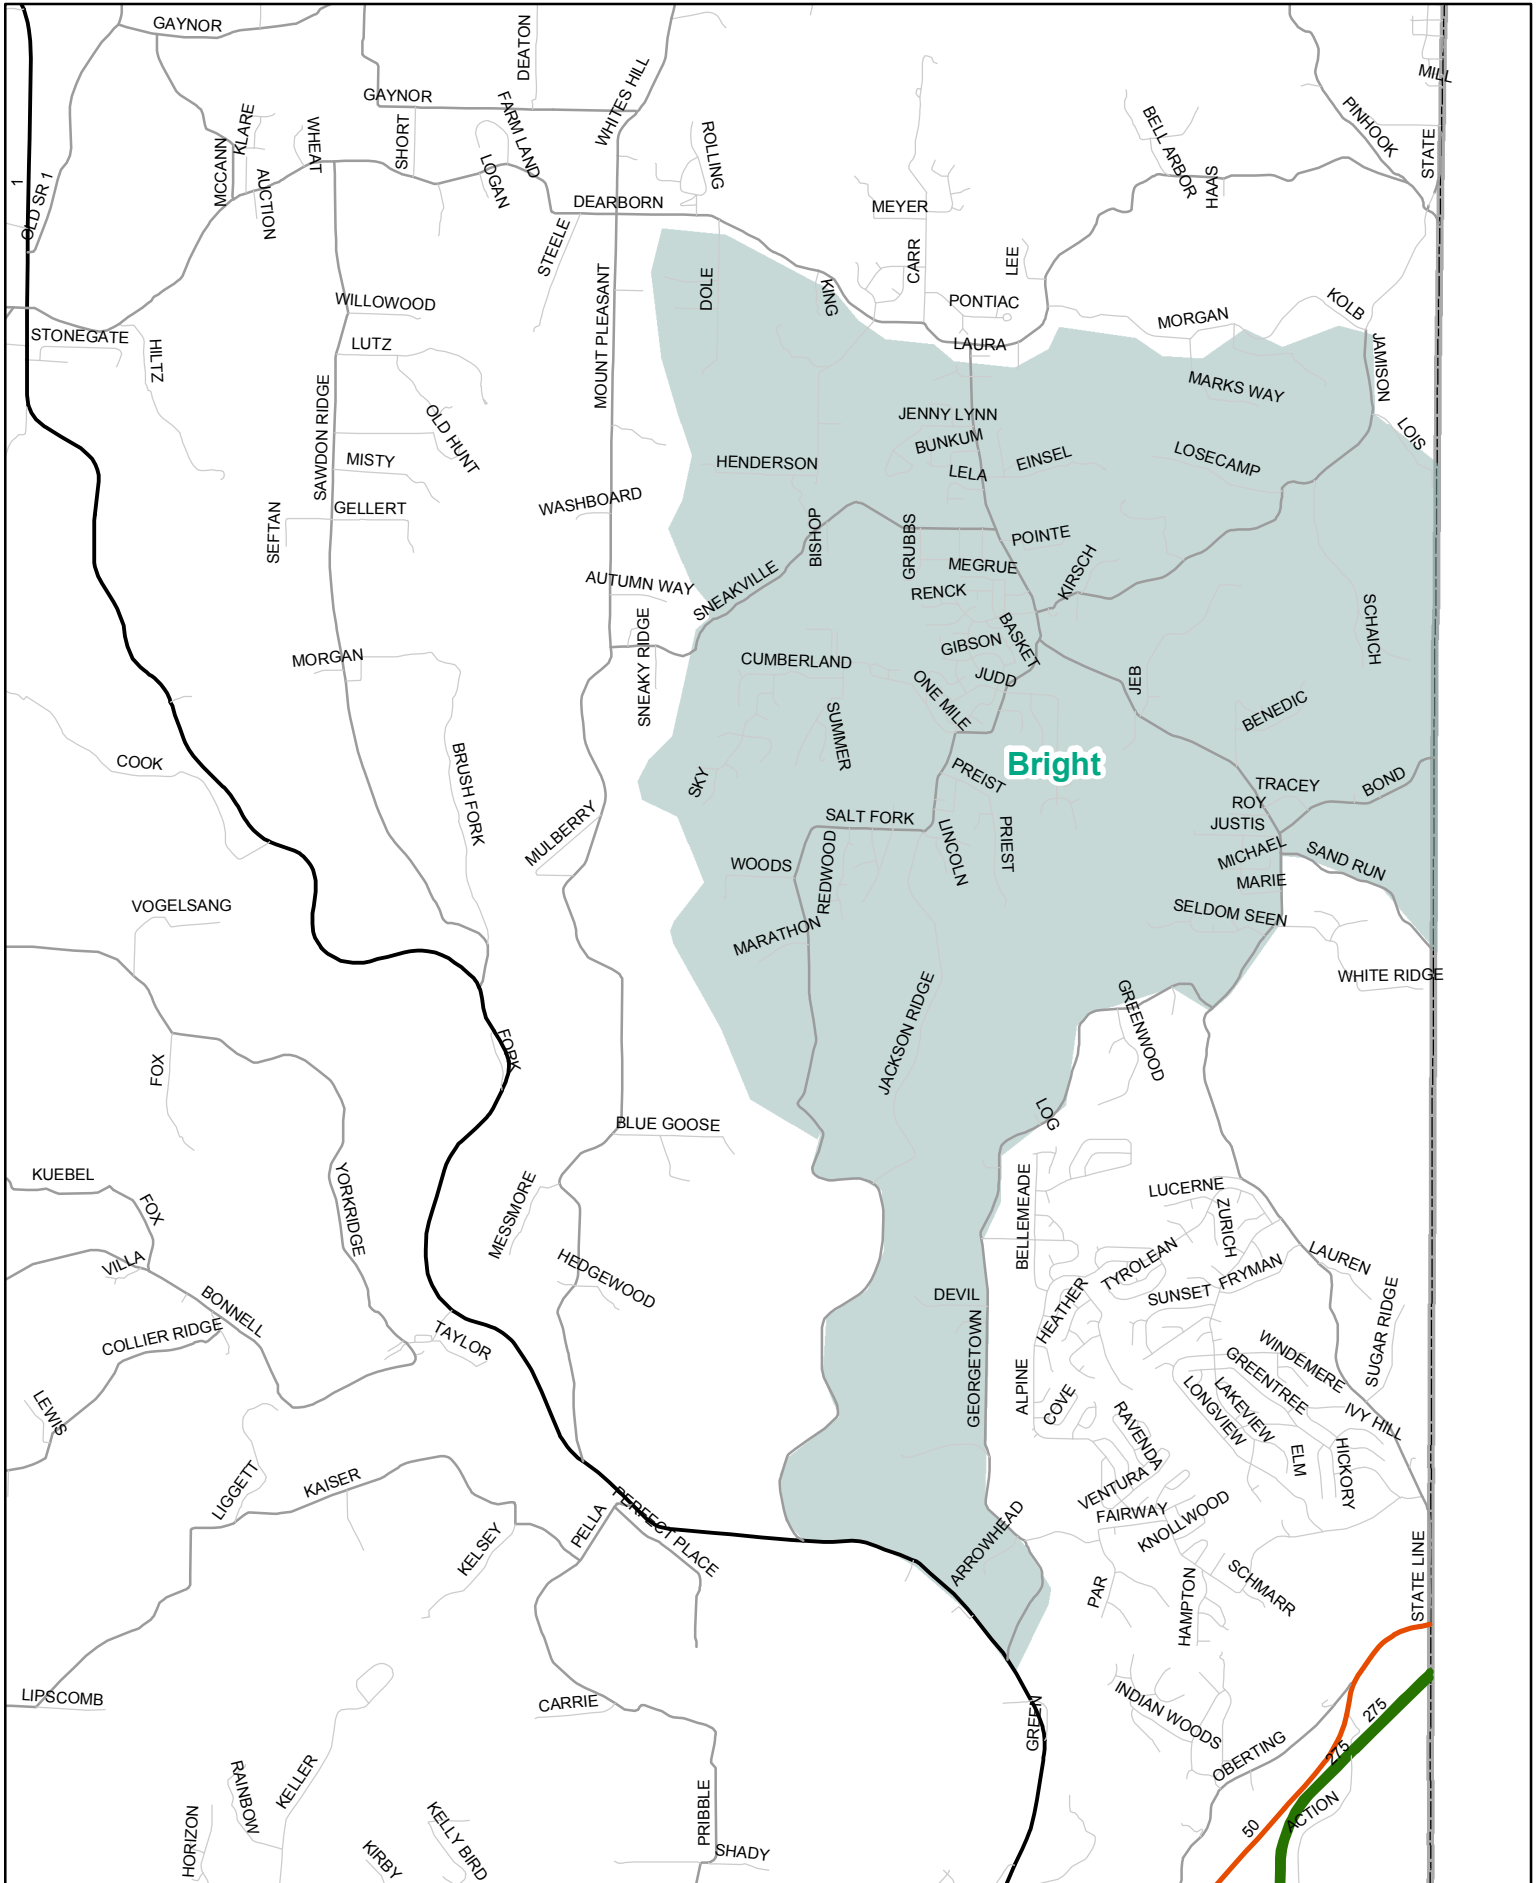 GAYNOR
DEATON
MILL
WHITES HILL
GAYNOR
FARM LAND
KLARE
WHEAT
SHORT
ROLLING
BELL ARBOR
PINHOOK
STATE
MCCANN
LOGAN
1
OLD SR 1
AUCTION
DEARBORN
MEYER
HAAS
STEELE
CARR
LEE
DOLE
KING
WILLOWOOD
MOUNT PLEASANT
PONTIAC
MORGAN
KOLB
STONEGATE
HILTZ
LUTZ
LAURA
JAMISON
SAWDON RIDGE
OLD HUNT
MARKS WAY
JENNY LYNN
BUNKUM
LOIS
MISTY
HENDERSON
LELA
EINSEL
LOSECAMP
WASHBOARD
GELLERT
SEFTAN
BISHOP
GRUBBS
POINTE
MEGRUE
KIRSCH
AUTUMN WAY
SNEAKVILLE
RENCK
SCHAICH
SNEAKY RIDGE
BASKET
GIBSON
MORGAN
CUMBERLAND
JUDD
JEB
ONE MILE
BENEDIC
SUMMER
COOK
BRUSH FORK
SKY
Bright
PREIST
TRACEY
BOND
ROY
MULBERRY
SALT FORK
LINCOLN
PRIEST
JUSTIS
MICHAEL
SAND RUN
WOODS
REDWOOD
MARIE
VOGELSANG
SELDOM SEEN
MARATHON
WHITE RIDGE
JACKSON RIDGE
GREENWOOD
FORK
FOX
LOG
BLUE GOOSE
KUEBEL
YORKRIDGE
BELLEMEADE
LUCERNE
FOX
MESSMORE
ZURICH
VILLA
TYROLEAN
LAUREN
HEDGEWOOD
FRYMAN
BONNELL
DEVIL
HEATHER
SUNSET
SUGAR RIDGE
COLLIER RIDGE
TAYLOR
GEORGETOWN
WINDEMERE
GREENTREE
ALPINE
LEWIS
COVE
LAKEVIEW
LONGVIEW
RAVENDA
IVY HILL
ELM
HICKORY
LIGGETT
KAISER
VENTURA
PERFECT PLACE
PELLA
FAIRWAY
KNOLLWOOD
KELSEY
ARROWHEAD
STATE LINE
PAR
HAMPTON
SCHMARR
LIPSCOMB
CARRIE
GREEN
INDIAN WOODS
275
OBERTING
275
KELLER
RAINBOW
PRIBBLE
50
ACTION
HORIZON
KIRBY
KELLY BIRD
SHADY